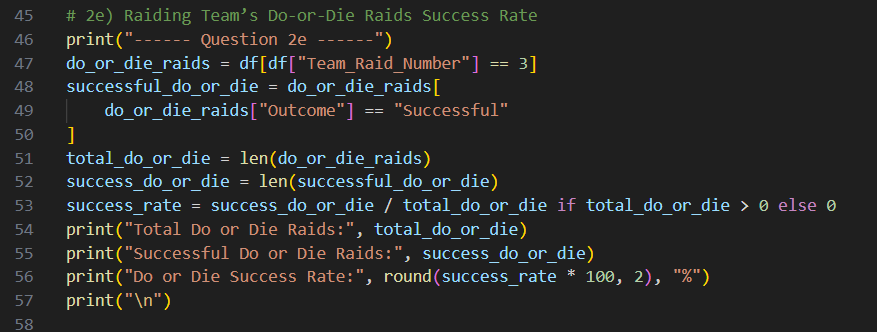 45 # 2e) Raiding Team’s Do-or-Die Raids Success Rate
46 print("------ Question 2e ------")
47 do_or_die_raids = df[df["Team_Raid_Number"] == 3]
48 successful_do_or_die = do_or_die_raids[
49     do_or_die_raids["Outcome"] == "Successful"
50 ]
51 total_do_or_die = len(do_or_die_raids)
52 success_do_or_die = len(successful_do_or_die)
53 success_rate = success_do_or_die / total_do_or_die if total_do_or_die > 0 else 0
54 print("Total Do or Die Raids:", total_do_or_die)
55 print("Successful Do or Die Raids:", success_do_or_die)
56 print("Do or Die Success Rate:", round(success_rate * 100, 2), "%")
57 print("\n")
58